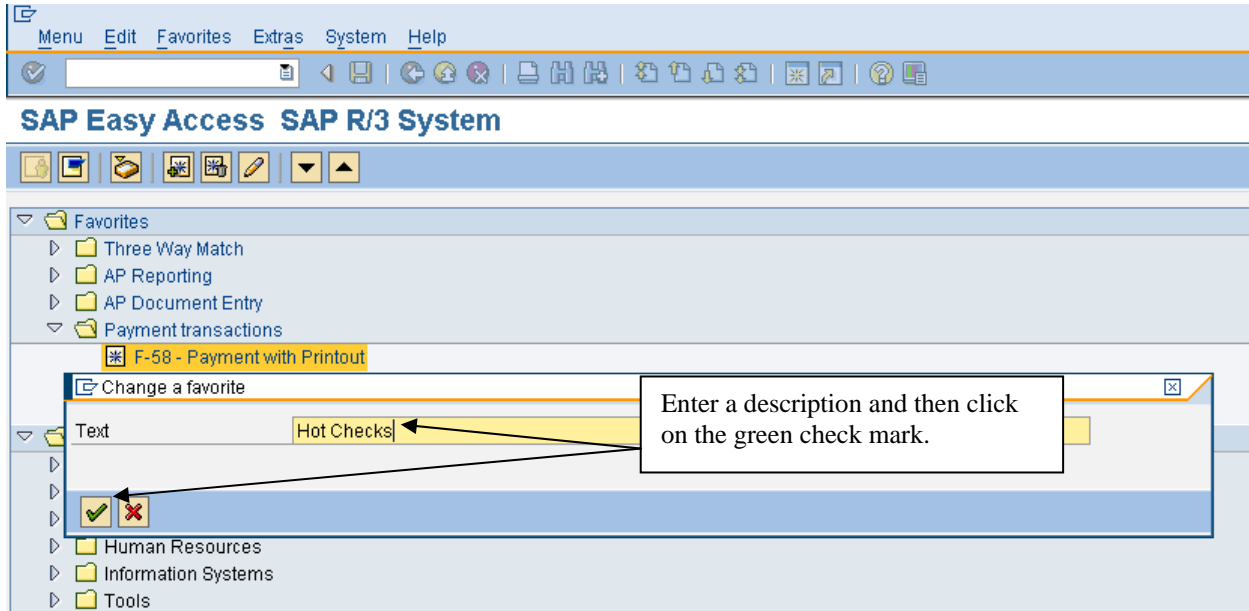 Menu Edit Favorites Extras System Help
SAP Easy Access SAP R/3 System
Favorites
Three Way Match
AP Reporting
AP Document Entry
Payment transactions
F-58 - Payment with Printout
Change a favorite
Text Hot Checks
Enter a description and then click
on the green check mark.
Human Resources
Information Systems
Tools